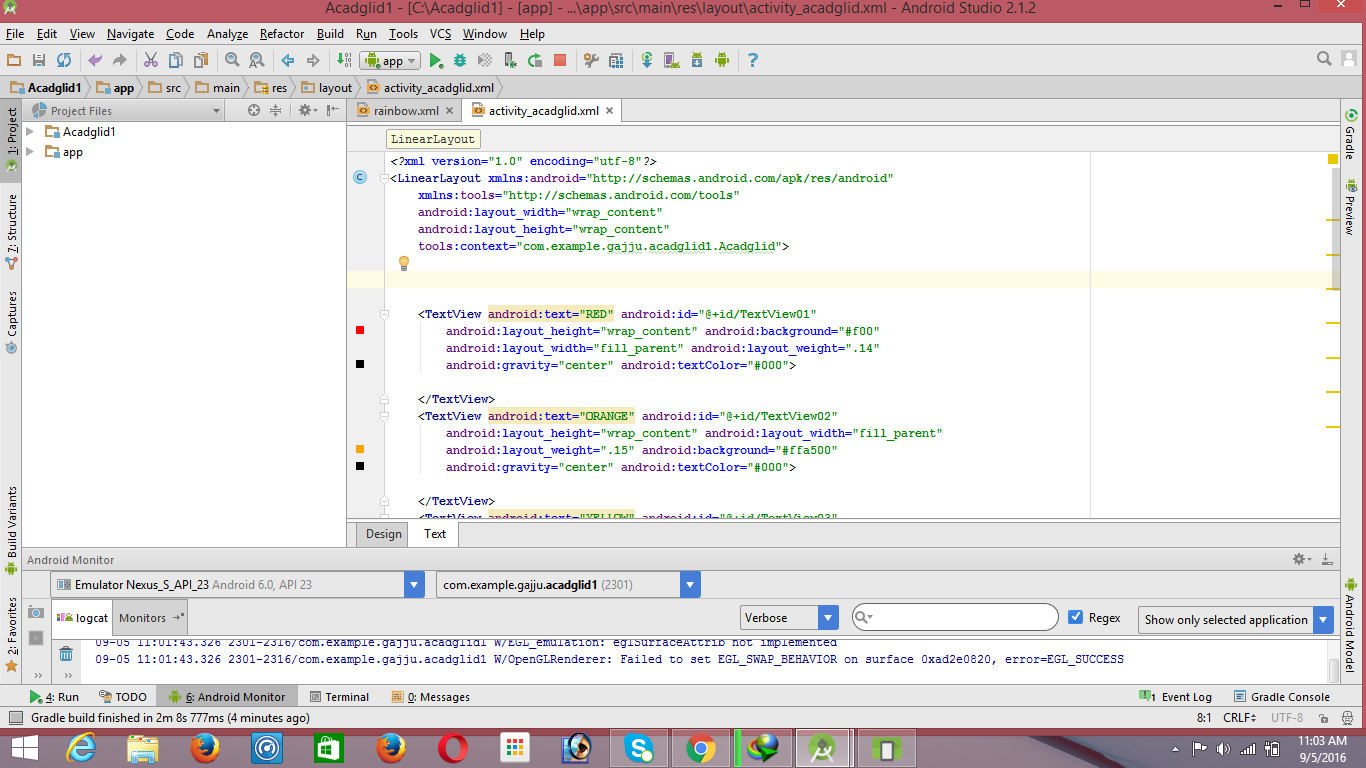 Acadglid1 - [C:\Acadglid1] - [app] - ...\app\src\main\res\layout\activity_acadglid.xml - Android Studio 2.1.2
File Edit View Navigate Code Analyze Refactor Build Run Tools VCS Window Help
app
Acadglid1 app src main res layout activity_acadglid.xml
1: Project
7: Structure
Captures
Build Variants
2: Favorites
Project Files
Acadglid1
app
rainbow.xml activity_acadglid.xml
LinearLayout
<?xml version="1.0" encoding="utf-8"?>
<LinearLayout xmlns:android="http://schemas.android.com/apk/res/android"
xmlns:tools="http://schemas.android.com/tools"
android:layout_width="wrap_content"
android:layout_height="wrap_content"
tools:context="com.example.gajju.acadglid1.Acadglid">
<TextView android:text="RED" android:id="@+id/TextView01"
android:layout_height="wrap_content" android:background="#f00"
android:layout_width="fill_parent" android:layout_weight=".14"
android:gravity="center" android:textColor="#000">
</TextView>
<TextView android:text="ORANGE" android:id="@+id/TextView02"
android:layout_height="wrap_content" android:layout_width="fill_parent"
android:layout_weight=".15" android:background="#ffa500"
android:gravity="center" android:textColor="#000">
</TextView>
<TextView android:text="YELLOW" android:id="@+id/TextView03"
Design Text
Gradle
Preview
Android Model
Android Monitor
Emulator Nexus_S_API_23 Android 6.0, API 23 com.example.gajju.acadglid1 (2301)
logcat Monitors Verbose Regex Show only selected application
09-05 11:01:43.326 2301-2316/com.example.gajju.acadglid1 W/EGL_emulation: eglSurfaceAttrib not implemented
09-05 11:01:43.326 2301-2316/com.example.gajju.acadglid1 W/OpenGLRenderer: Failed to set EGL_SWAP_BEHAVIOR on surface 0xad2e0820, error=EGL_SUCCESS
4: Run TODO 6: Android Monitor Terminal 0: Messages 1 Event Log Gradle Console
Gradle build finished in 2m 8s 777ms (4 minutes ago) 8:1 CRLF UTF-8
11:03 AM
9/5/2016